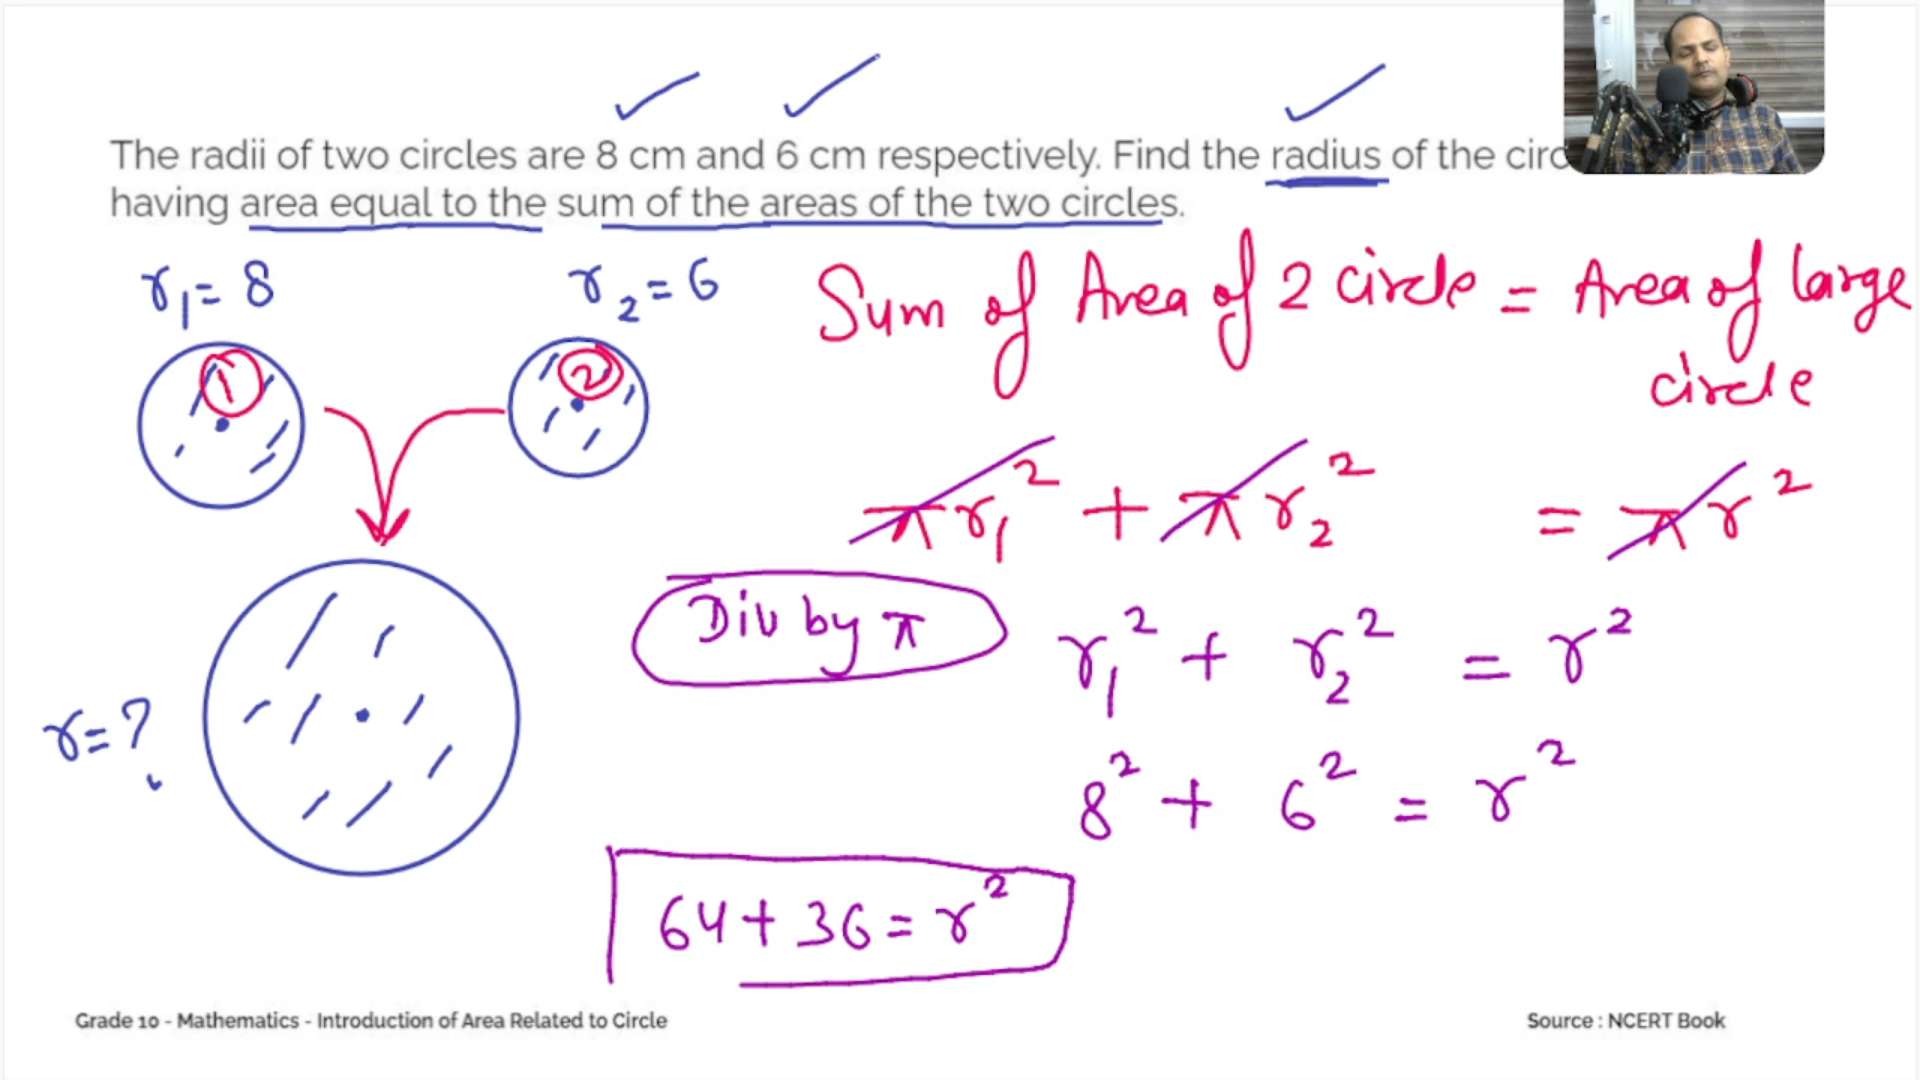 The radii of two circles are 8 cm and 6 cm respectively. Find the radius of the circ
having area equal to the sum of the areas of the two circles.
r₁ = 8
r₂ = 6
Sum of Area of 2 circle = Area of large
circle
1
2
πr₁² + πr₂² = πr²
Div by π
r₁² + r₂² = r²
r = ?
8² + 6² = r²
64 + 36 = r²
Grade 10 - Mathematics - Introduction of Area Related to Circle
Source : NCERT Book